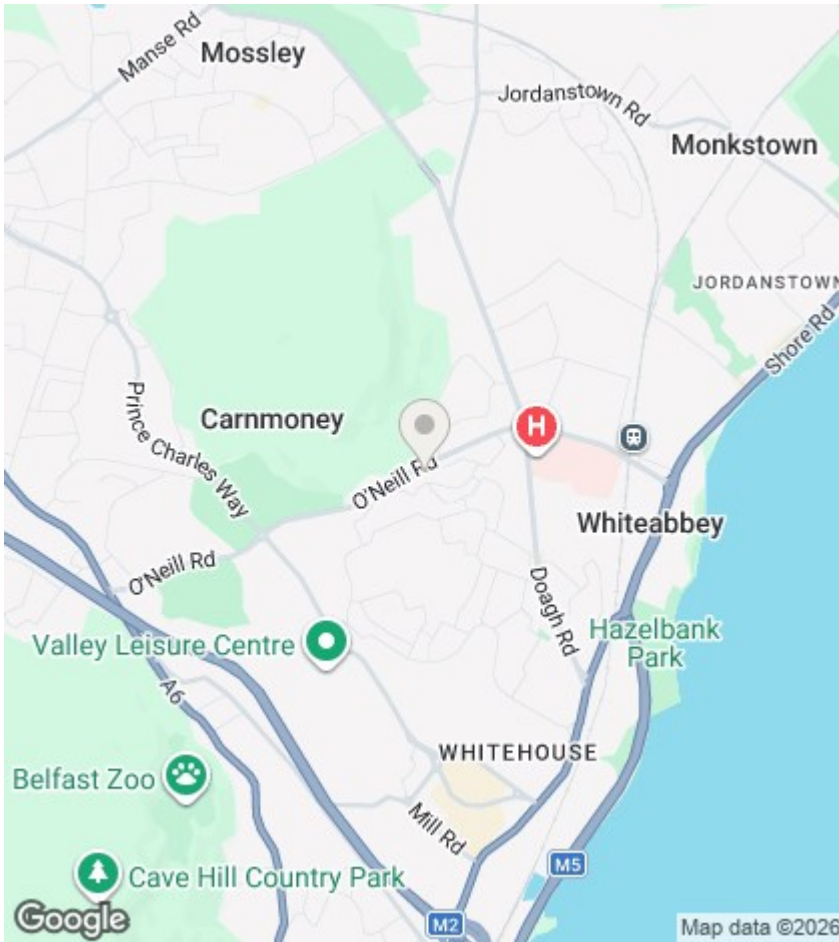 Manse Rd
Mossley
Jordanstown Rd
Monkstown
JORDANSTOWN
Shore Rd
Prince Charles Way
Carnmoney
H
O'Neill Rd
Whiteabbey
O'Neill Rd
Doagh Rd
Valley Leisure Centre
Hazelbank
Park
A6
WHITEHOUSE
Belfast Zoo
Mill Rd
M5
Cave Hill Country Park
Google
M2
Map data ©2026